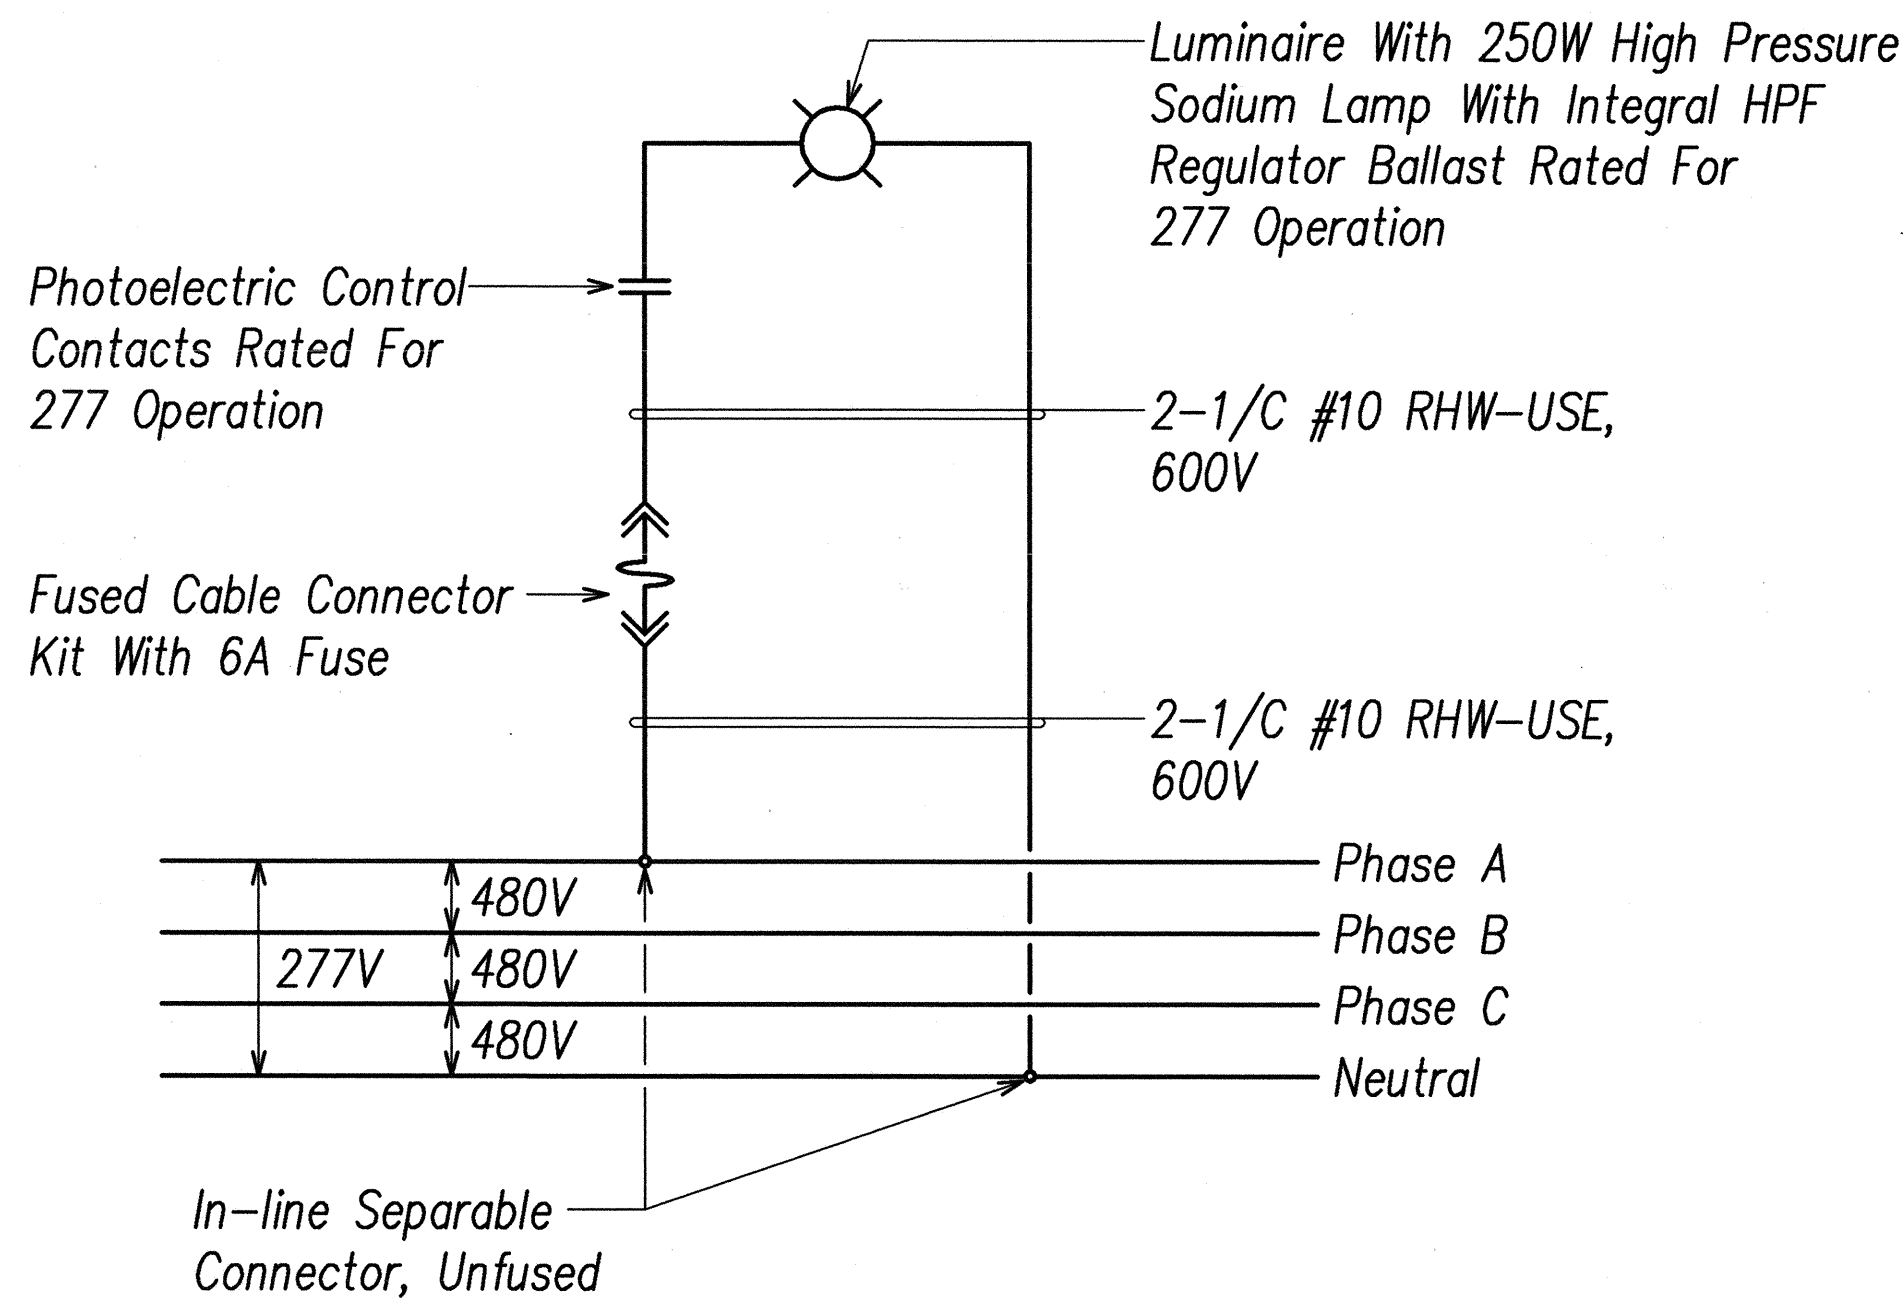 Luminaire With 250W High Pressure
Sodium Lamp With Integral HPF
Regulator Ballast Rated For
277 Operation
Photoelectric Control
Contacts Rated For
277 Operation
2-1/C #10 RHW-USE,
600V
Fused Cable Connector
Kit With 6A Fuse
2-1/C #10 RHW-USE,
600V
Phase A
480V
Phase B
277V
480V
Phase C
480V
Neutral
In-line Separable
Connector, Unfused